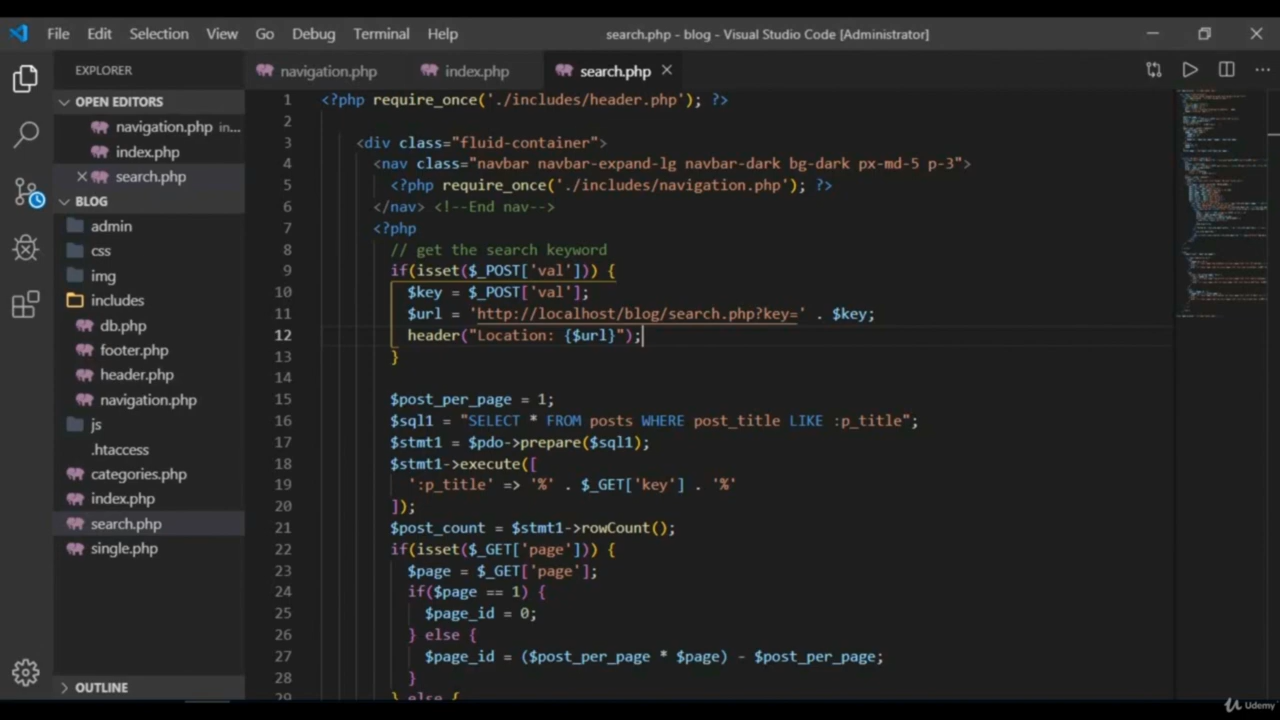 File Edit Selection View Go Debug Terminal Help search.php - blog - Visual Studio Code [Administrator]
EXPLORER
navigation.php index.php search.php
OPEN EDITORS
navigation.php in...
index.php
search.php
BLOG
admin
css
img
includes
db.php
footer.php
header.php
navigation.php
js
.htaccess
categories.php
index.php
search.php
single.php
OUTLINE
1 <?php require_once('./includes/header.php'); ?>
2
3 <div class="fluid-container">
4 <nav class="navbar navbar-expand-lg navbar-dark bg-dark px-md-5 p-3">
5 <?php require_once('./includes/navigation.php'); ?>
6 </nav> <!--End nav-->
7 <?php
8 // get the search keyword
9 if(isset($_POST['val'])) {
10 $key = $_POST['val'];
11 $url = 'http://localhost/blog/search.php?key=' . $key;
12 header("Location: {$url}");
13 }
14
15 $post_per_page = 1;
16 $sql1 = "SELECT * FROM posts WHERE post_title LIKE :p_title";
17 $stmt1 = $pdo->prepare($sql1);
18 $stmt1->execute([
19 ':p_title' => '%' . $_GET['key'] . '%'
20 ]);
21 $post_count = $stmt1->rowCount();
22 if(isset($_GET['page'])) {
23 $page = $_GET['page'];
24 if($page == 1) {
25 $page_id = 0;
26 } else {
27 $page_id = ($post_per_page * $page) - $post_per_page;
28 }
29 } else {
Udemy